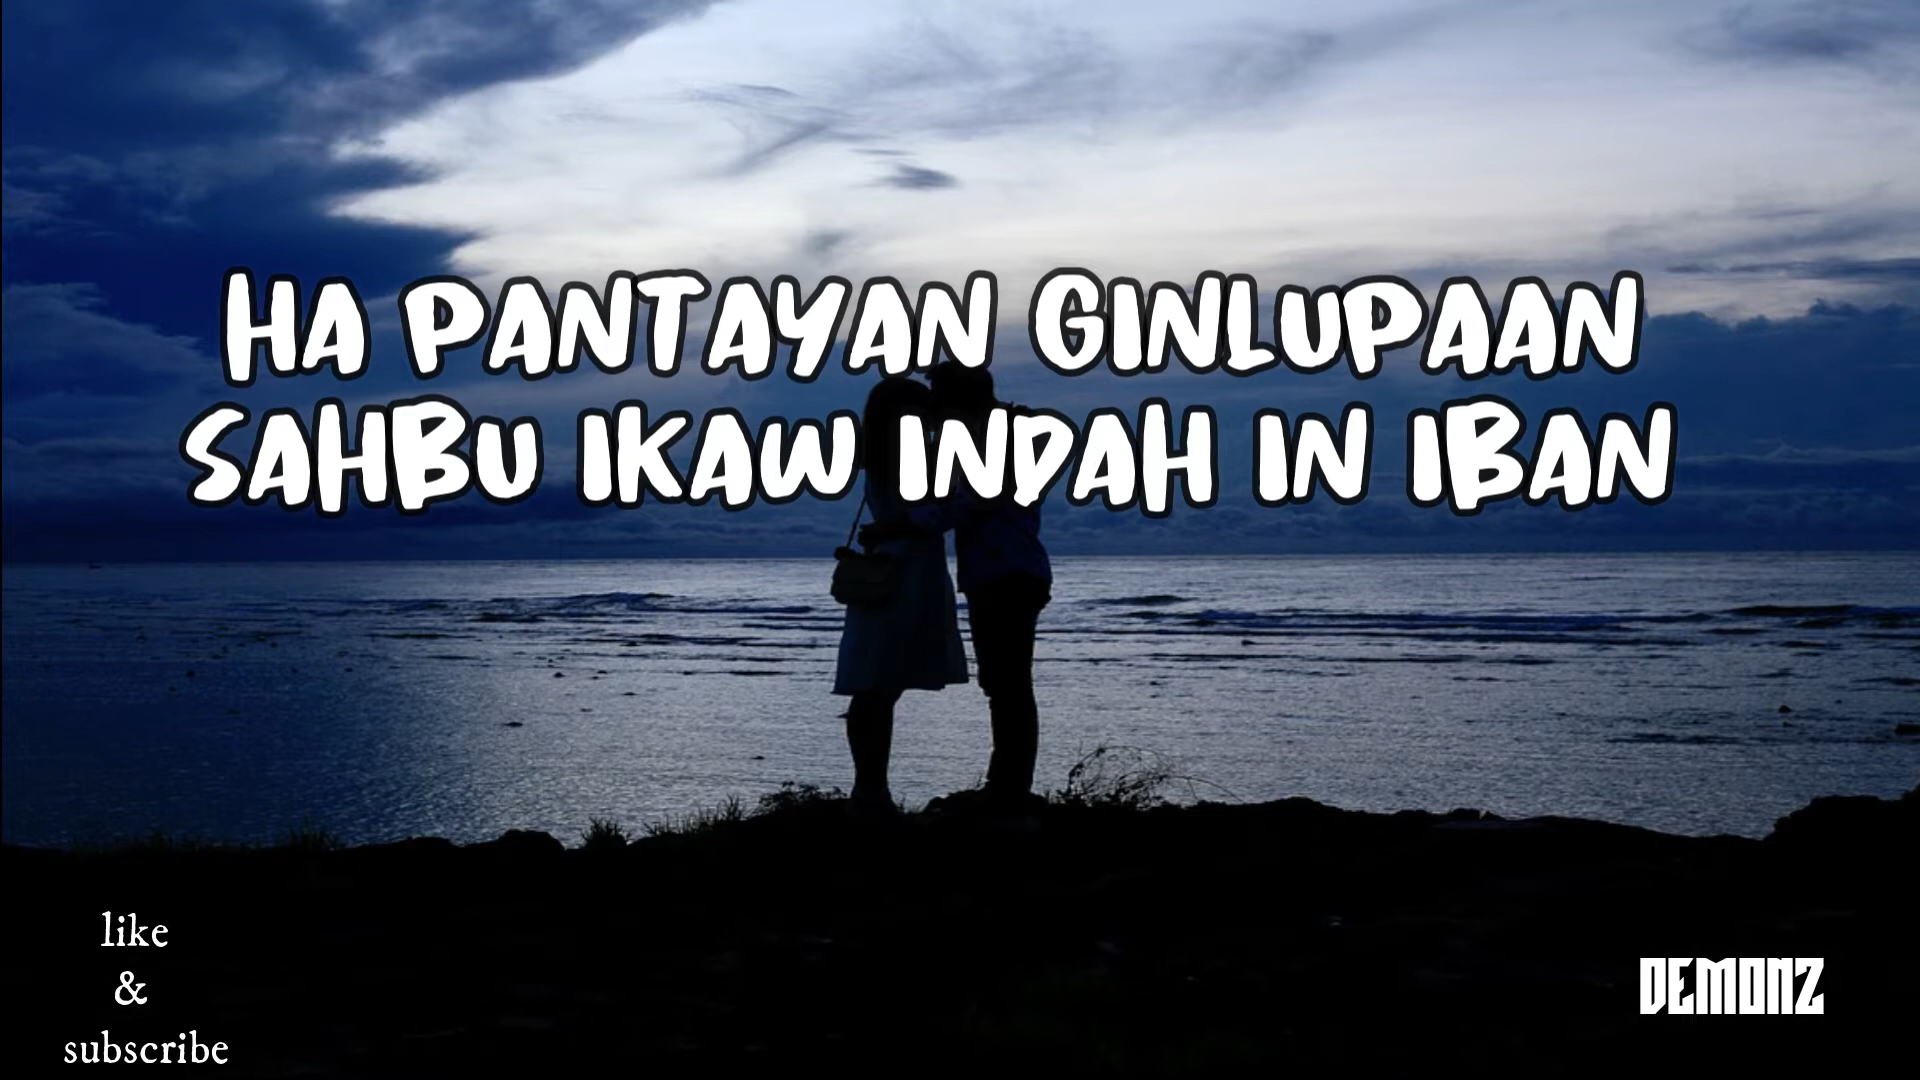 HA PANTAYAN GINLUPAAN
SAHBU IKAW INDAH IN IBAN
like
&
subscribe
DEMONZ